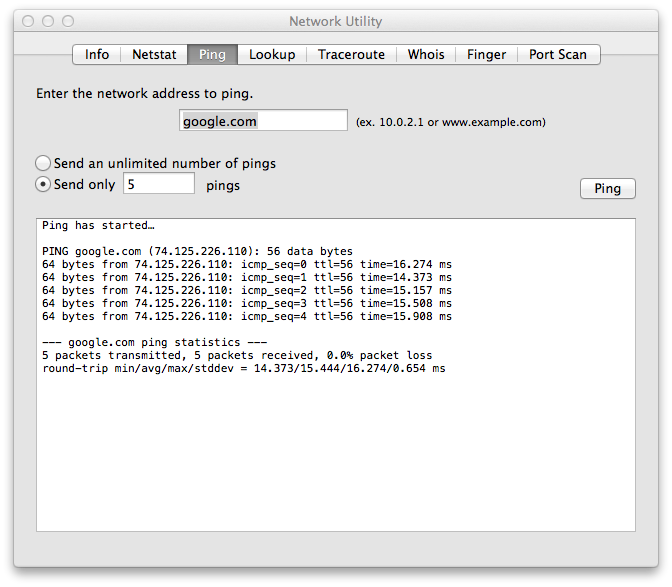 Network Utility
Info Netstat Ping Lookup Traceroute Whois Finger Port Scan
Enter the network address to ping.
google.com (ex. 10.0.2.1 or www.example.com)
Send an unlimited number of pings
Send only 5 pings
Ping
Ping has started…
PING google.com (74.125.226.110): 56 data bytes
64 bytes from 74.125.226.110: icmp_seq=0 ttl=56 time=16.274 ms
64 bytes from 74.125.226.110: icmp_seq=1 ttl=56 time=14.373 ms
64 bytes from 74.125.226.110: icmp_seq=2 ttl=56 time=15.157 ms
64 bytes from 74.125.226.110: icmp_seq=3 ttl=56 time=15.508 ms
64 bytes from 74.125.226.110: icmp_seq=4 ttl=56 time=15.908 ms
--- google.com ping statistics ---
5 packets transmitted, 5 packets received, 0.0% packet loss
round-trip min/avg/max/stddev = 14.373/15.444/16.274/0.654 ms